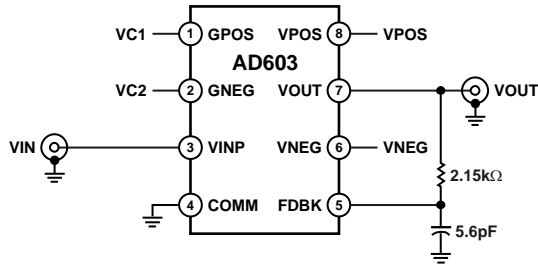 VC1 1 GPOS VPOS 8 VPOS
AD603
VC2 2 GNEG VOUT 7 VOUT
VIN 3 VINP VNEG 6 VNEG
2.15kΩ
4 COMM FDBK 5
5.6pF